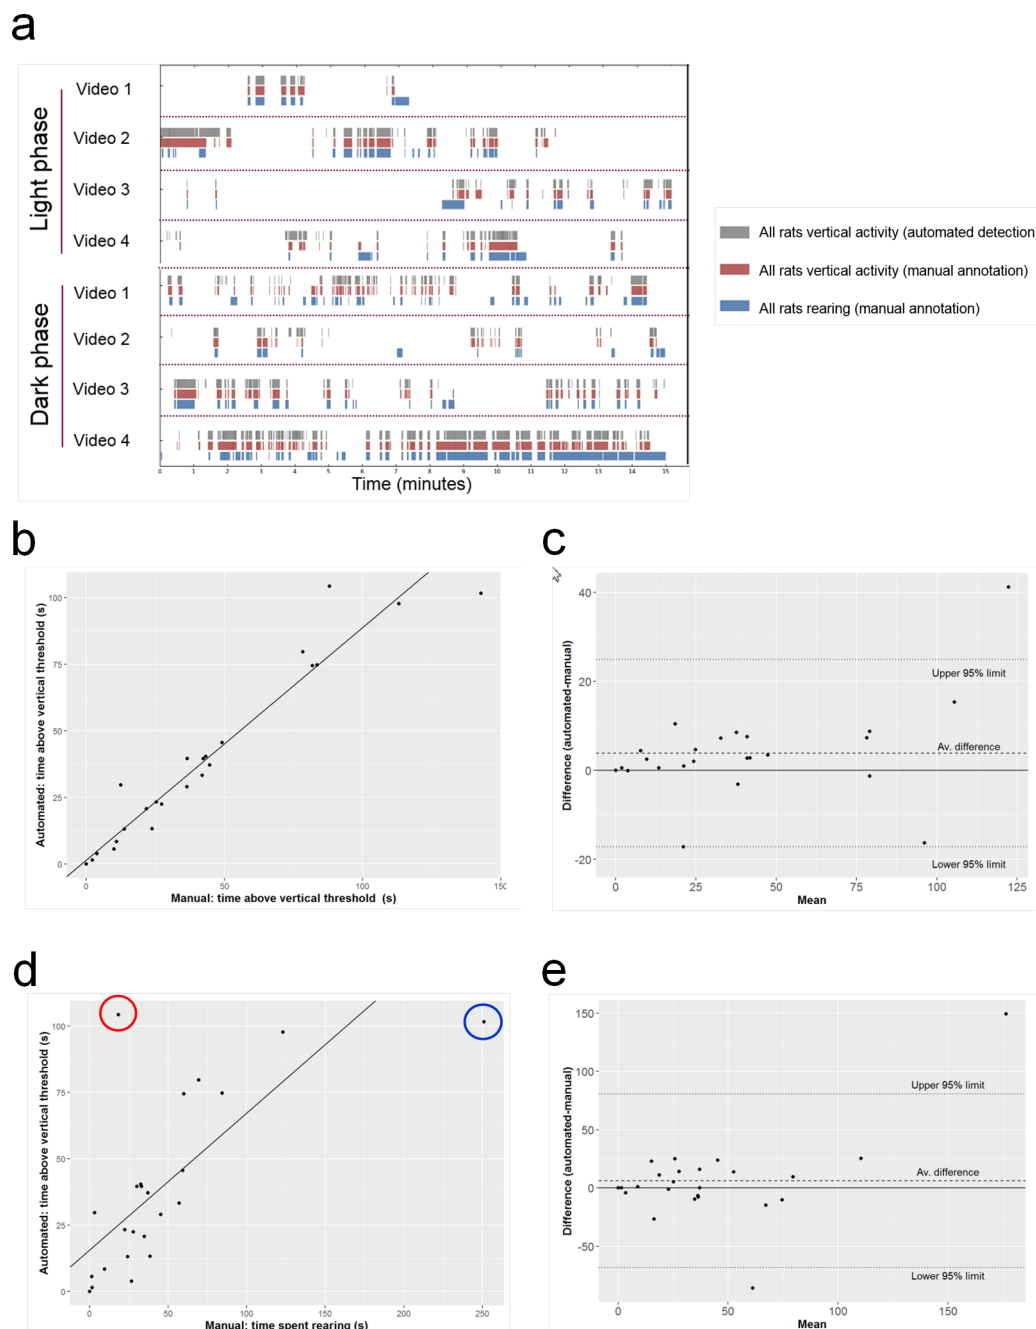 a
Light phase
Video 1
Video 2
Video 3
Video 4
Dark phase
Video 1
Video 2
Video 3
Video 4
0 1 2 3 4 5 6 7 8 9 10 11 12 13 14 15
Time (minutes)
All rats vertical activity (automated detection
All rats vertical activity (manual annotation)
All rats rearing (manual annotation)
b
Automated: time above vertical threshold (s)
100
75
50
25
0
0 50 100 150
Manual: time above vertical threshold (s)
c
Difference (automated-manual)
40
20
0
-20
Upper 95% limit
Av. difference
Lower 95% limit
0 25 50 75 100 125
Mean
d
Automated: time above vertical threshold (s)
100
75
50
25
0
0 50 100 150 200 250
Manual: time spent rearing (s)
e
Difference (automated-manual)
150
100
50
0
-50
Upper 95% limit
Av. difference
Lower 95% limit
0 50 100 150
Mean